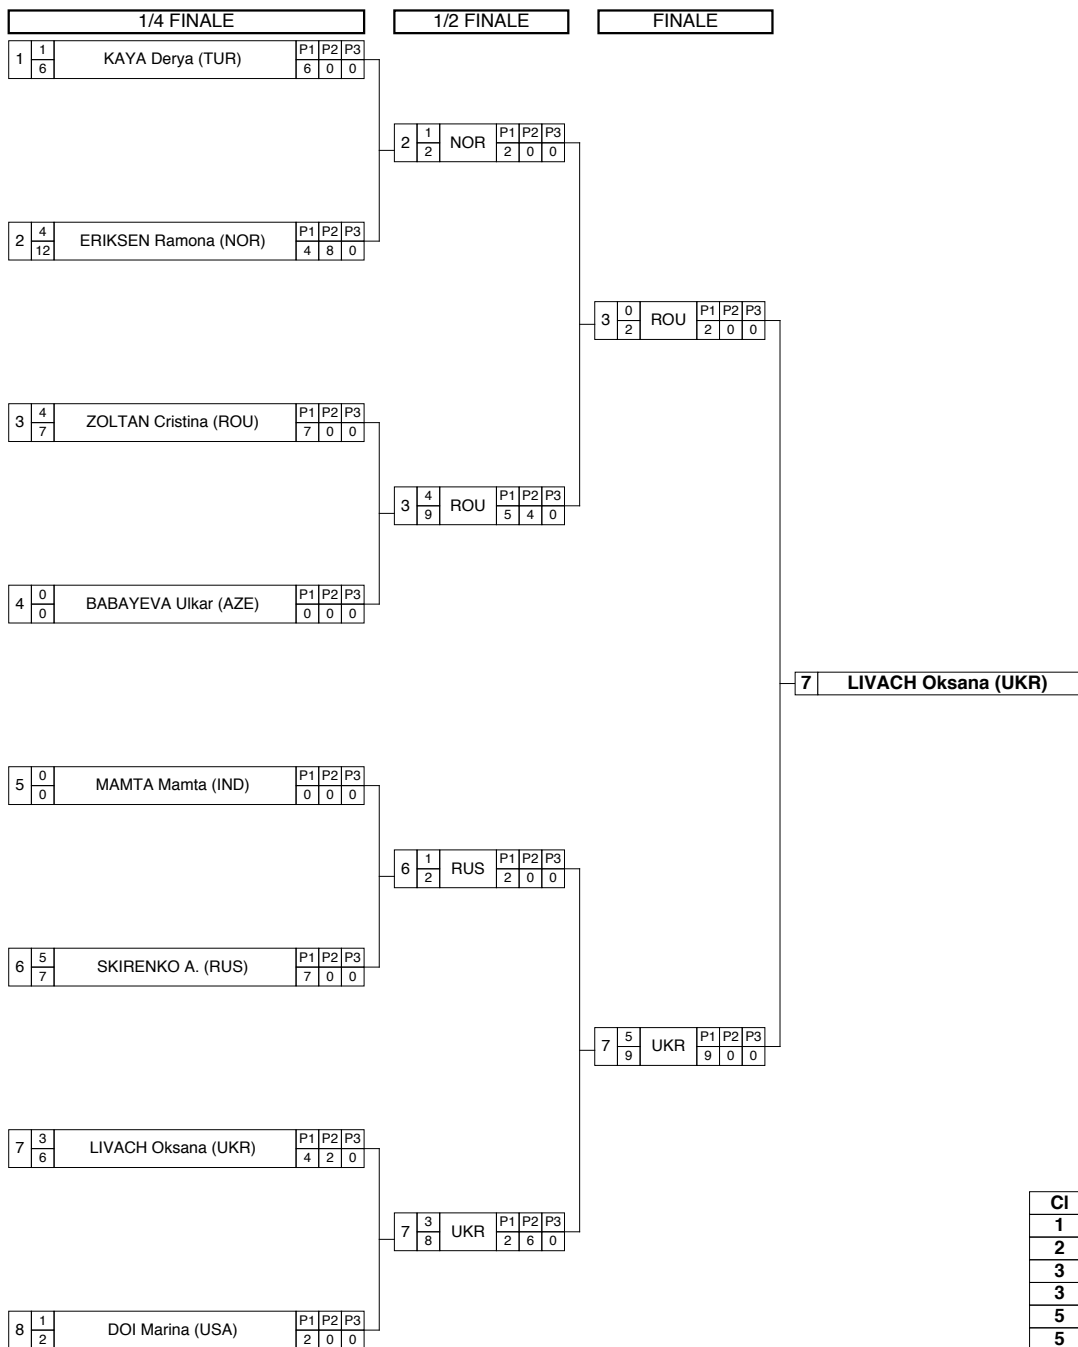 1/4 FINALE 1/2 FINALE FINALE
1 1 KAYA Derya (TUR) P1 P2 P3
6 6 0 0
2 1 NOR P1 P2 P3
2 2 0 0
2 4 ERIKSEN Ramona (NOR) P1 P2 P3
12 4 8 0
3 0 ROU P1 P2 P3
2 2 0 0
3 4 ZOLTAN Cristina (ROU) P1 P2 P3
7 7 0 0
3 4 ROU P1 P2 P3
9 5 4 0
4 0 BABAYEVA Ulkar (AZE) P1 P2 P3
0 0 0 0
7 LIVACH Oksana (UKR)
5 0 MAMTA Mamta (IND) P1 P2 P3
0 0 0 0
6 1 RUS P1 P2 P3
2 2 0 0
6 5 SKIRENKO A. (RUS) P1 P2 P3
7 7 0 0
7 5 UKR P1 P2 P3
9 9 0 0
7 3 LIVACH Oksana (UKR) P1 P2 P3
6 4 2 0
7 3 UKR P1 P2 P3
8 2 6 0
8 1 DOI Marina (USA) P1 P2 P3
2 2 0 0
Cl
1
2
3
3
5
5